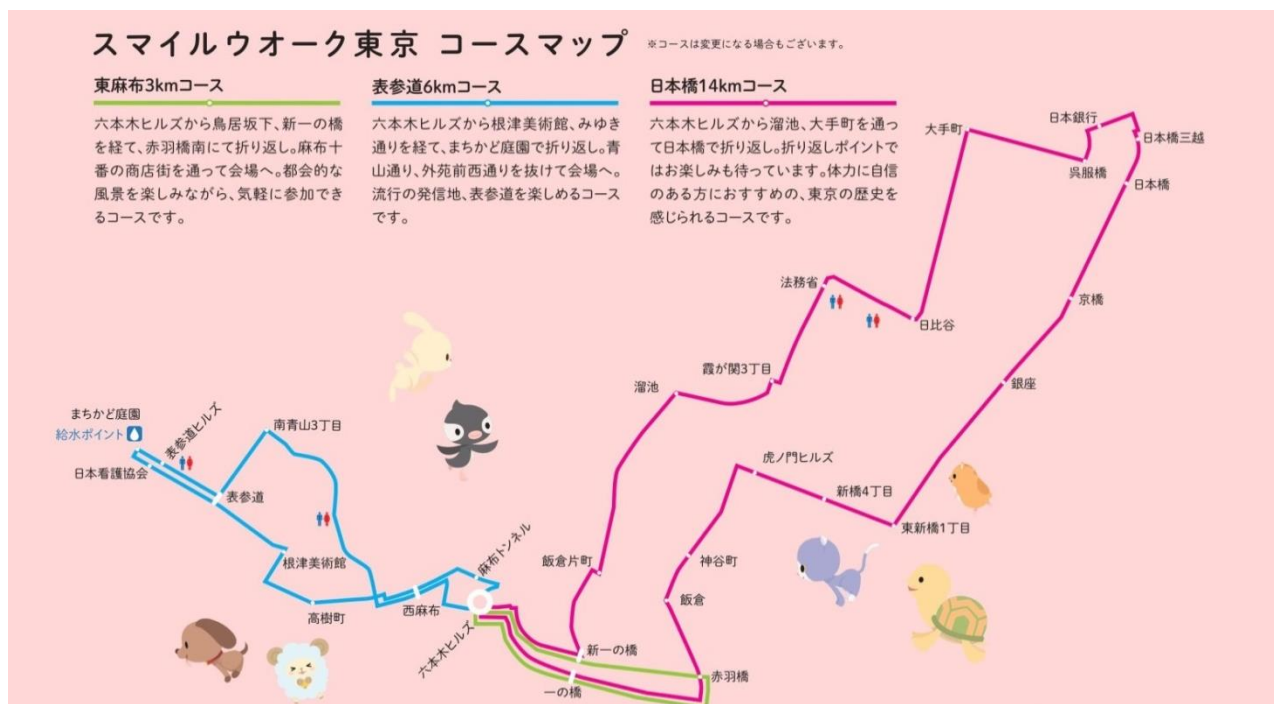 スマイルウオーク東京 コースマップ
※コースは変更になる場合もございます。
東麻布3kmコース
六本木ヒルズから鳥居坂下、新一の橋
を経て、赤羽橋南にて折り返し。麻布十
番の商店街を通って会場へ。都会的な
風景を楽しみながら、気軽に参加でき
るコースです。
表参道6kmコース
六本木ヒルズから根津美術館、みゆき
通りを経て、まちかど庭園で折り返し。青
山通り、外苑前西通りを抜けて会場へ。
流行の発信地、表参道を楽しめるコース
です。
日本橋14kmコース
六本木ヒルズから溜池、大手町を通っ
て日本橋で折り返し。折り返しポイントで
はお楽しみも待っています。体力に自信
のある方におすすめの、東京の歴史を
感じられるコースです。
大手町
日本銀行
日本橋三越
呉服橋
日本橋
法務省
日比谷
京橋
霞が関3丁目
溜池
銀座
まちかど庭園
給水ポイント
表参道ヒルズ
南青山3丁目
日本看護協会
表参道
虎ノ門ヒルズ
新橋4丁目
東新橋1丁目
根津美術館
麻布トンネル
飯倉片町
神谷町
高樹町
西麻布
飯倉
六本木ヒルズ
新一の橋
赤羽橋
一の橋